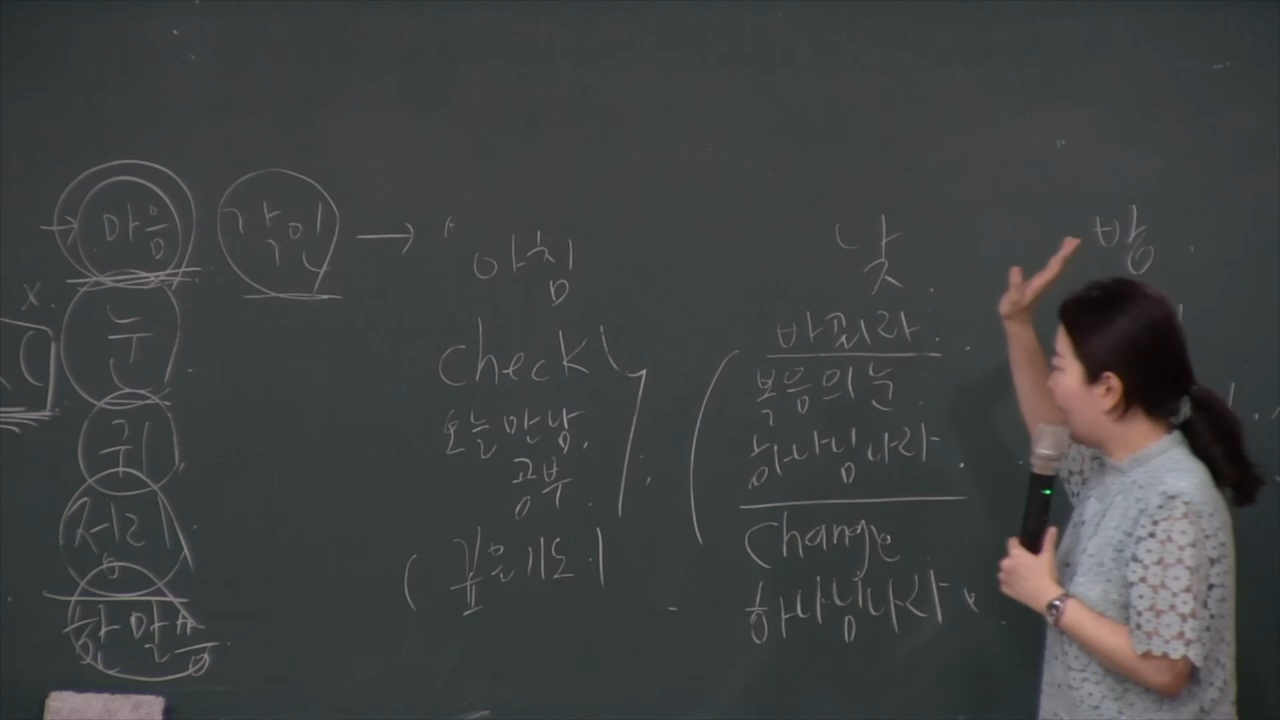 마음
각인
눈
귀
아침
Check
오늘 만남.
공부.
깊은기도
낮
바뀌라.
복음의 눈.
하나님나라.
Change
하나님나라
밤